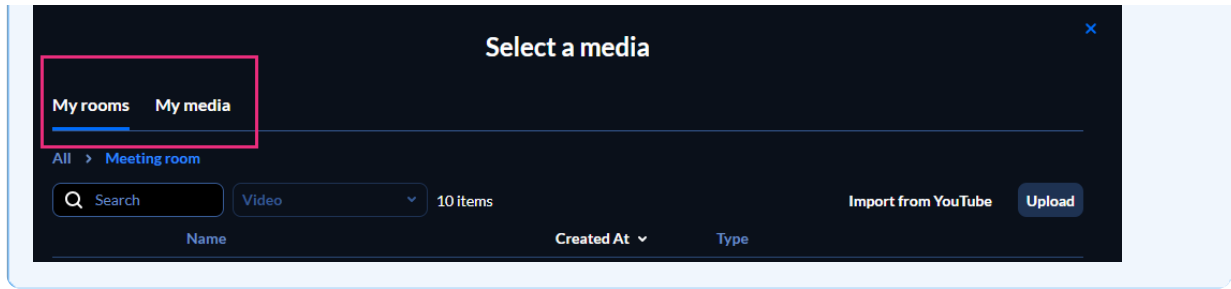 Select a media
My rooms My media
All > Meeting room
Search Video 10 items Import from YouTube Upload
Name Created At Type